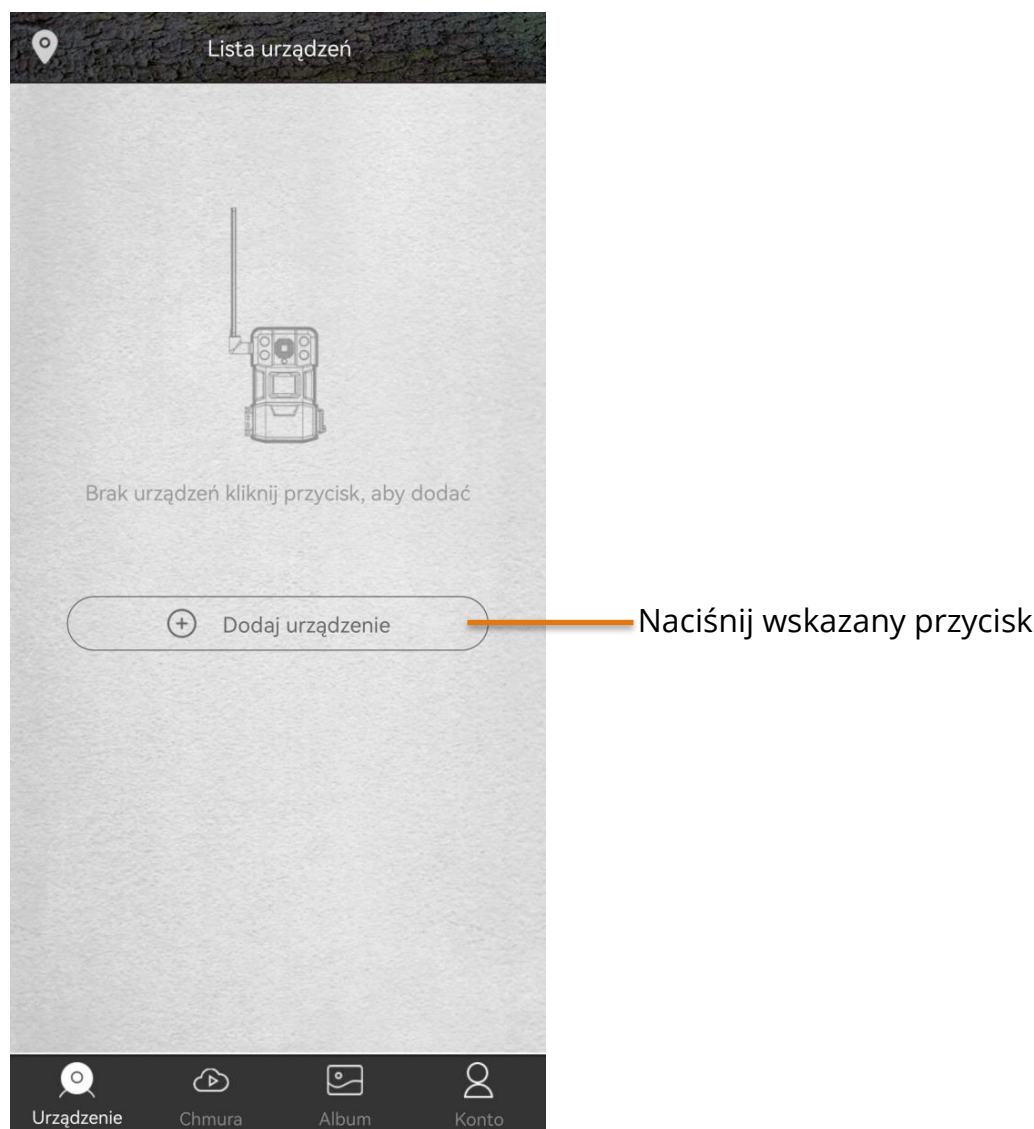 Lista urządzeń
Brak urządzeń kliknij przycisk, aby dodać
Dodaj urządzenie
Naciśnij wskazany przycisk
Urządzenie
Chmura
Album
Konto